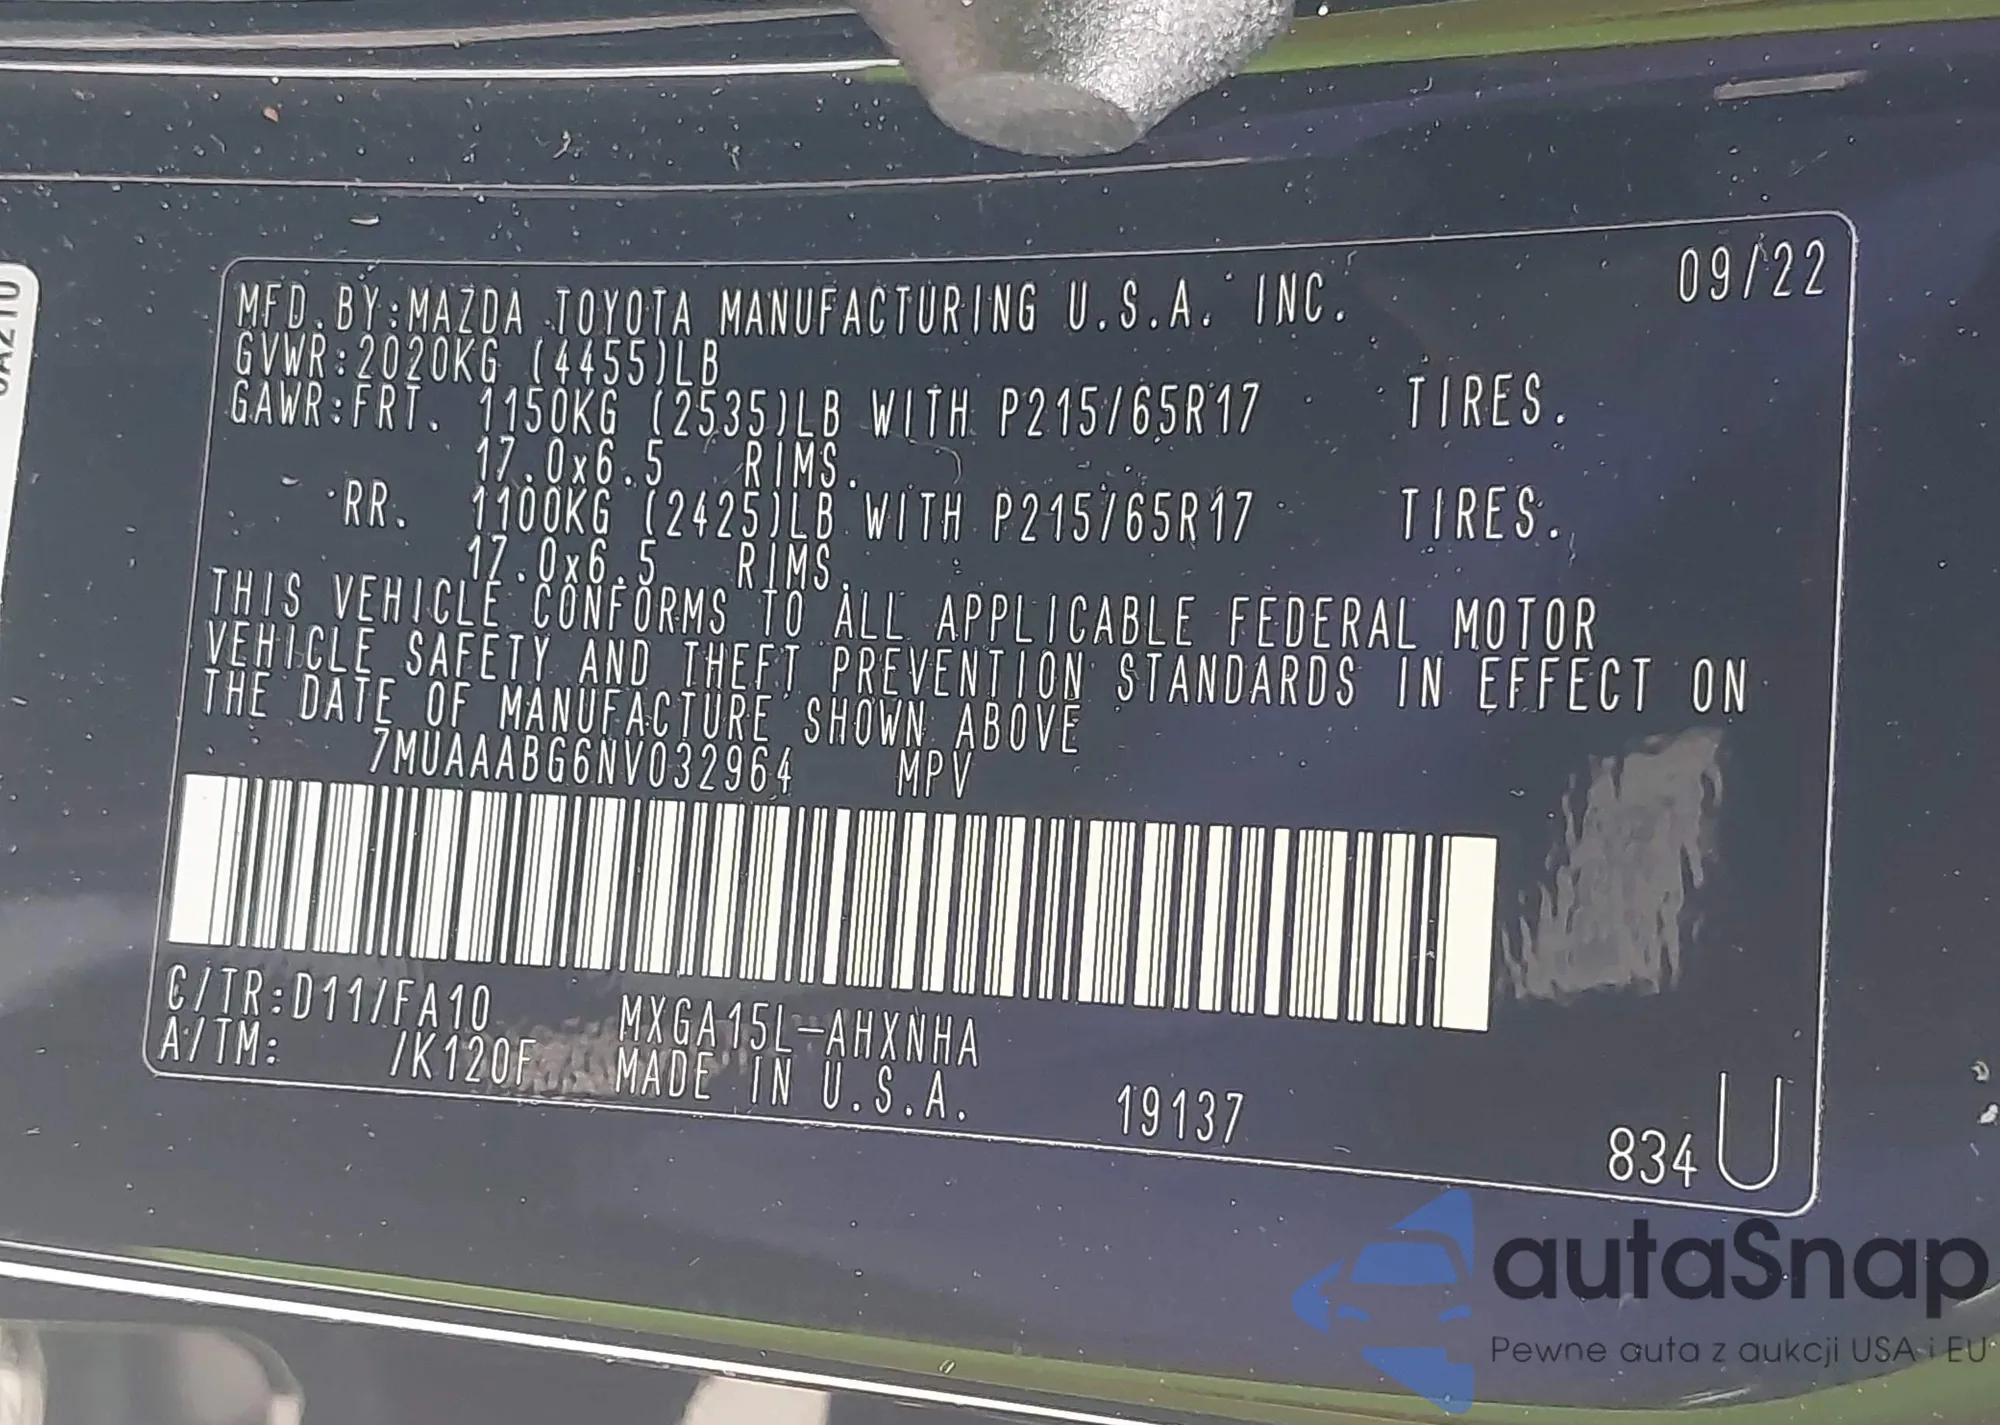 0A210
09/22
MFD.BY:MAZDA TOYOTA MANUFACTURING U.S.A. INC.
GVWR:2020KG (4455)LB
GAWR:FRT. 1150KG (2535)LB WITH P215/65R17 TIRES.
17.0x6.5 RIMS.
RR. 1100KG (2425)LB WITH P215/65R17 TIRES.
17.0x6.5 RIMS.
THIS VEHICLE CONFORMS TO ALL APPLICABLE FEDERAL MOTOR
VEHICLE SAFETY AND THEFT PREVENTION STANDARDS IN EFFECT ON
THE DATE OF MANUFACTURE SHOWN ABOVE
7MUAAABG6NV032964 MPV
C/TR:D11/FA10 MXGA15L-AHXNHA
A/TM: /K120F MADE IN U.S.A. 19137
834 U
autaSnap
Pewne auta z aukcji USA i EU